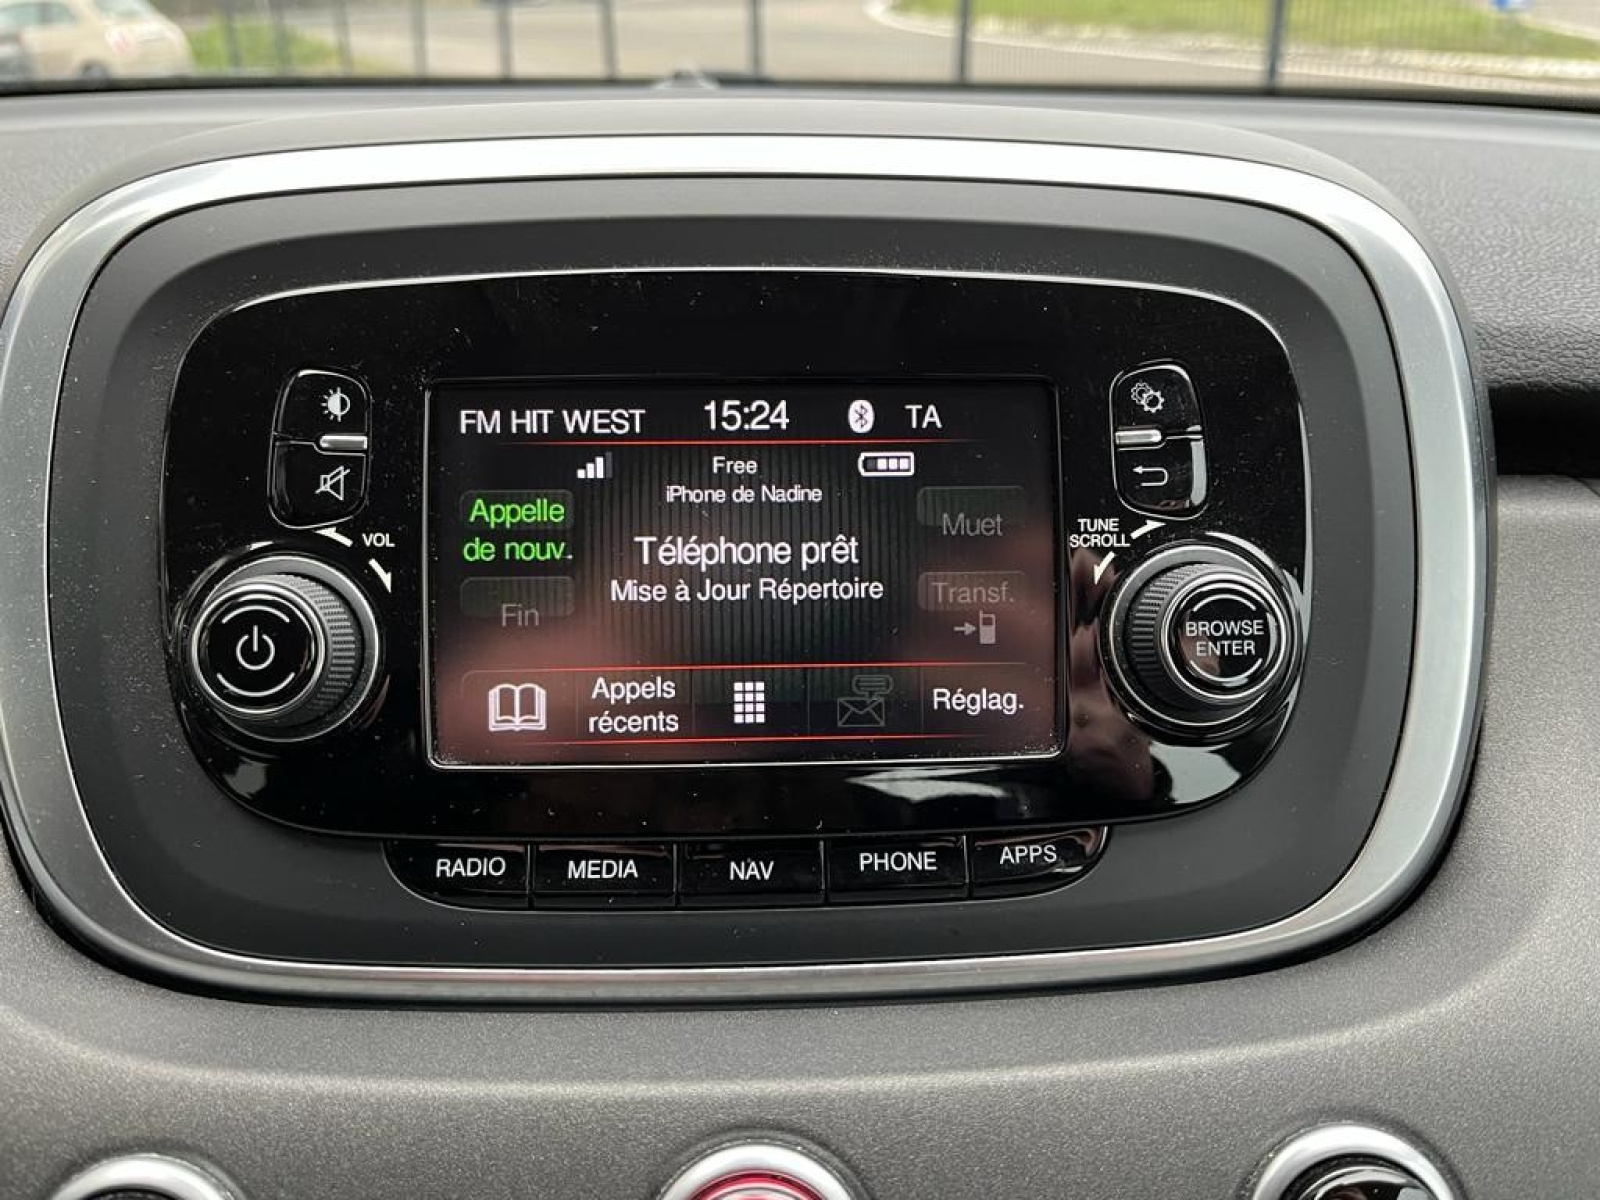 FM HIT WEST 15:24 TA
Free
iPhone de Nadine
Appelle
de nouv.
Muet
Téléphone prêt
Mise à Jour Répertoire
Fin
Transf.
Appels
récents
Réglag.
VOL
TUNE
SCROLL
BROWSE
ENTER
RADIO MEDIA NAV PHONE APPS